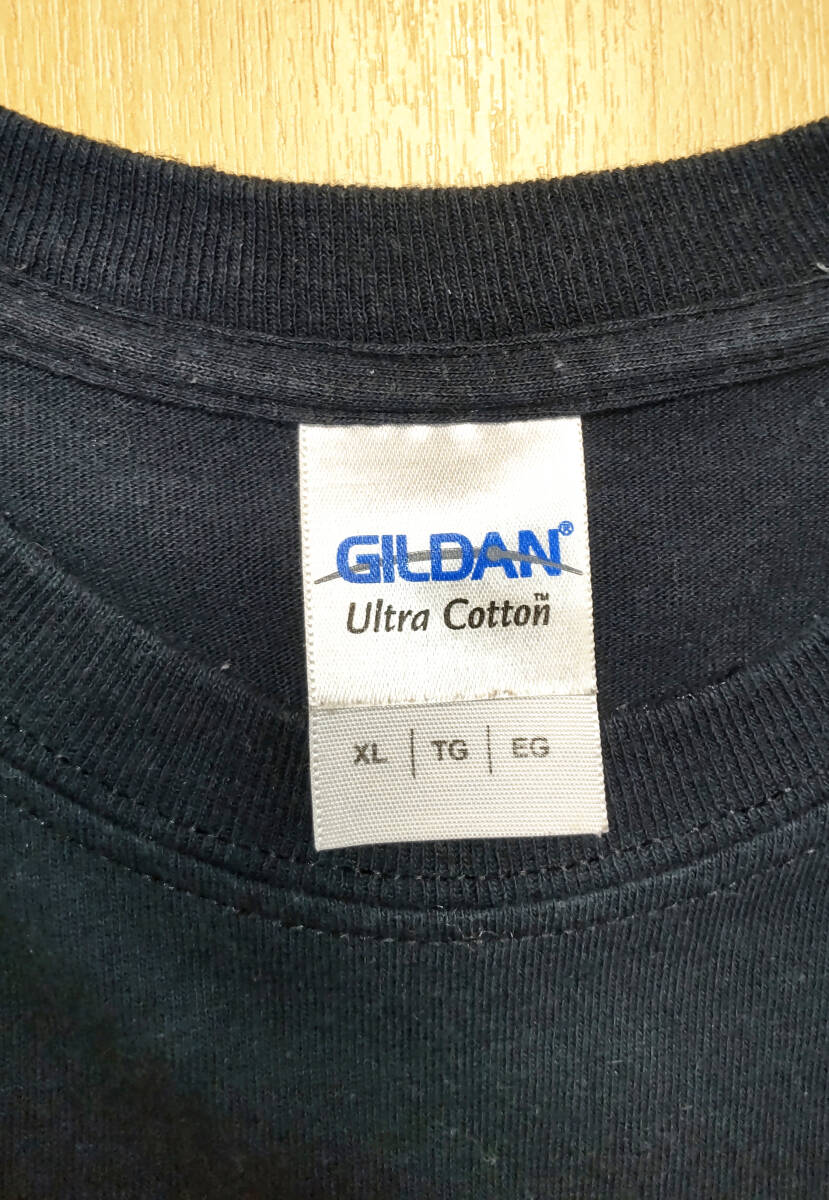 GILDAN®
Ultra Cotton™
XL | TG | EG